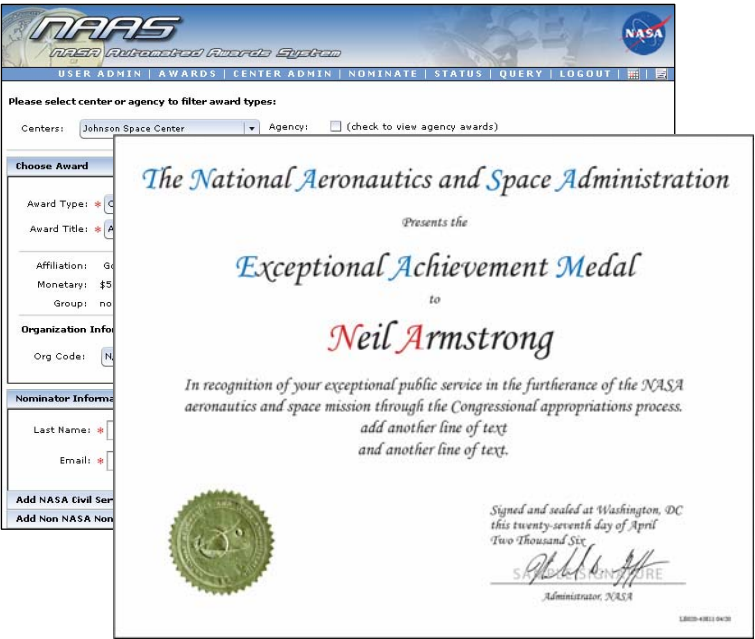 NAAS
NASA Automated Awards System
NASA
USER ADMIN | AWARDS | CENTER ADMIN | NOMINATE | STATUS | QUERY | LOGOUT |
Please select center or agency to filter award types:
Centers: Johnson Space Center Agency: (check to view agency awards)
Choose Award
Award Type: *
Award Title: * A
Affiliation: Go
Monetary: $5
Group: no
Organization Infor
Org Code: N
Nominator Informa
Last Name: *
Email: *
Add NASA Civil Ser
Add Non NASA Non
The National Aeronautics and Space Administration
Presents the
Exceptional Achievement Medal
to
Neil Armstrong
In recognition of your exceptional public service in the furtherance of the NASA
aeronautics and space mission through the Congressional appropriations process.
add another line of text
and another line of text.
Signed and sealed at Washington, DC
this twenty-seventh day of April
Two Thousand Six
SAMPLE SIGNATURE
Administrator, NASA